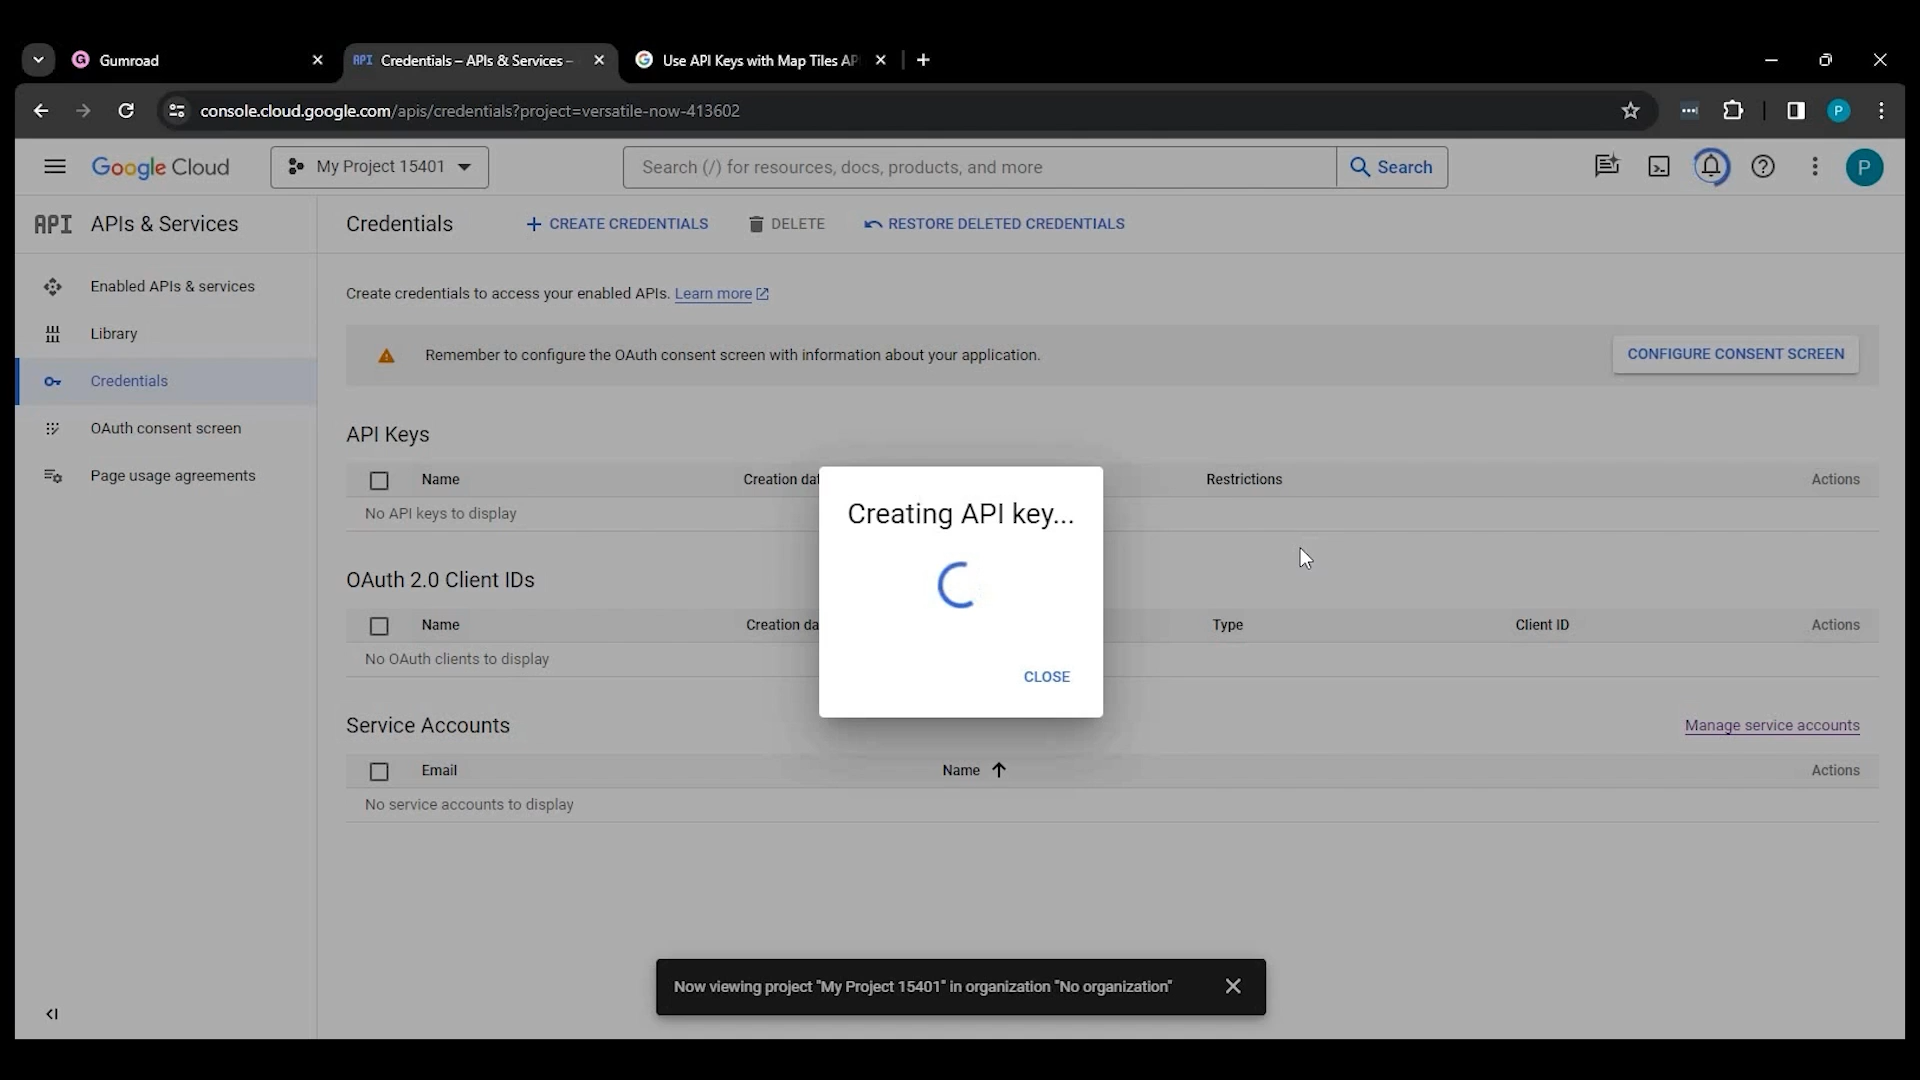 Gumroad
API Credentials – APIs & Services –
Use API Keys with Map Tiles AP
console.cloud.google.com/apis/credentials?project=versatile-now-413602
P
Google Cloud
My Project 15401
Search (/) for resources, docs, products, and more
Search
P
API APIs & Services
Credentials
CREATE CREDENTIALS
DELETE
RESTORE DELETED CREDENTIALS
Enabled APIs & services
Library
Credentials
OAuth consent screen
Page usage agreements
Create credentials to access your enabled APIs. Learn more
Remember to configure the OAuth consent screen with information about your application.
CONFIGURE CONSENT SCREEN
API Keys
Name Creation dat Restrictions Actions
No API keys to display
Creating API key...
CLOSE
OAuth 2.0 Client IDs
Name Creation da Type Client ID Actions
No OAuth clients to display
Service Accounts
Manage service accounts
Email Name Actions
No service accounts to display
Now viewing project "My Project 15401" in organization "No organization"